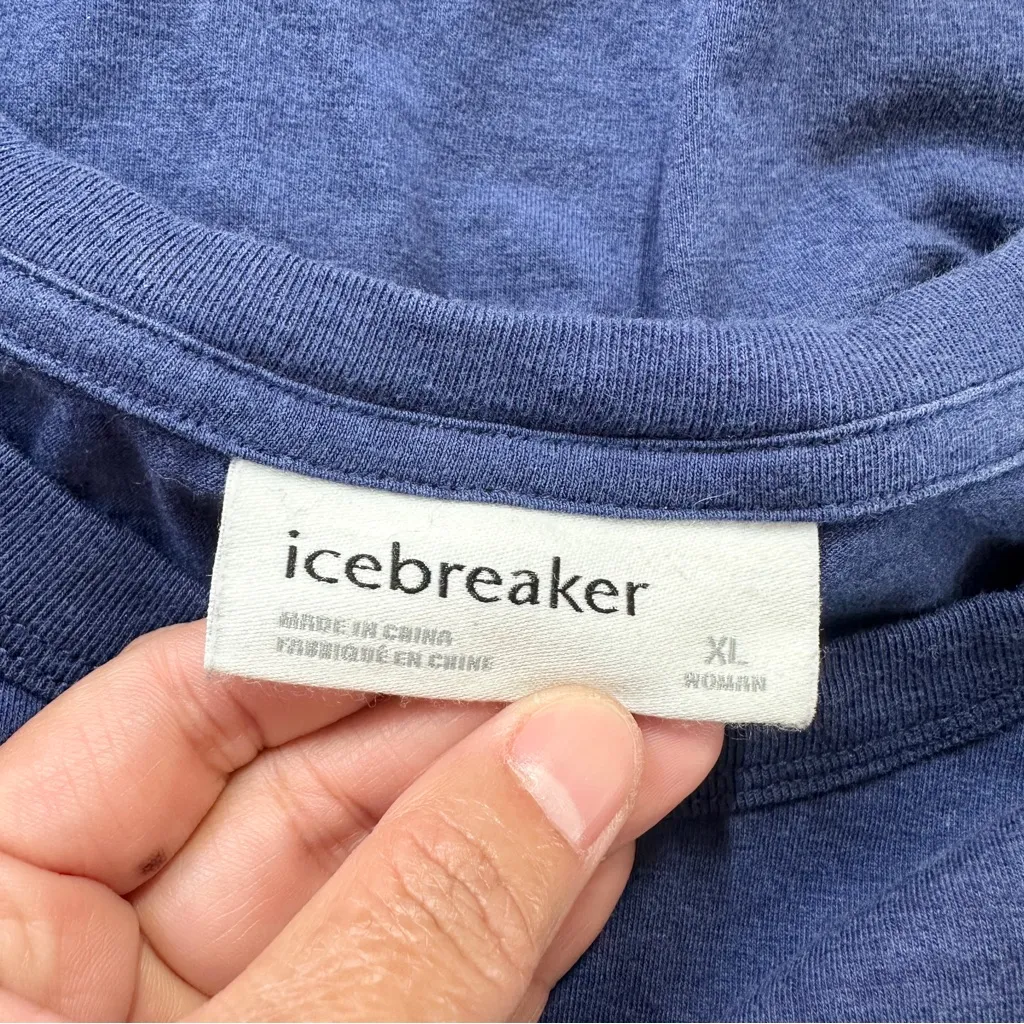 icebreaker
MADE IN CHINA
FABRIQUÉ EN CHINE
XL
WOMAN